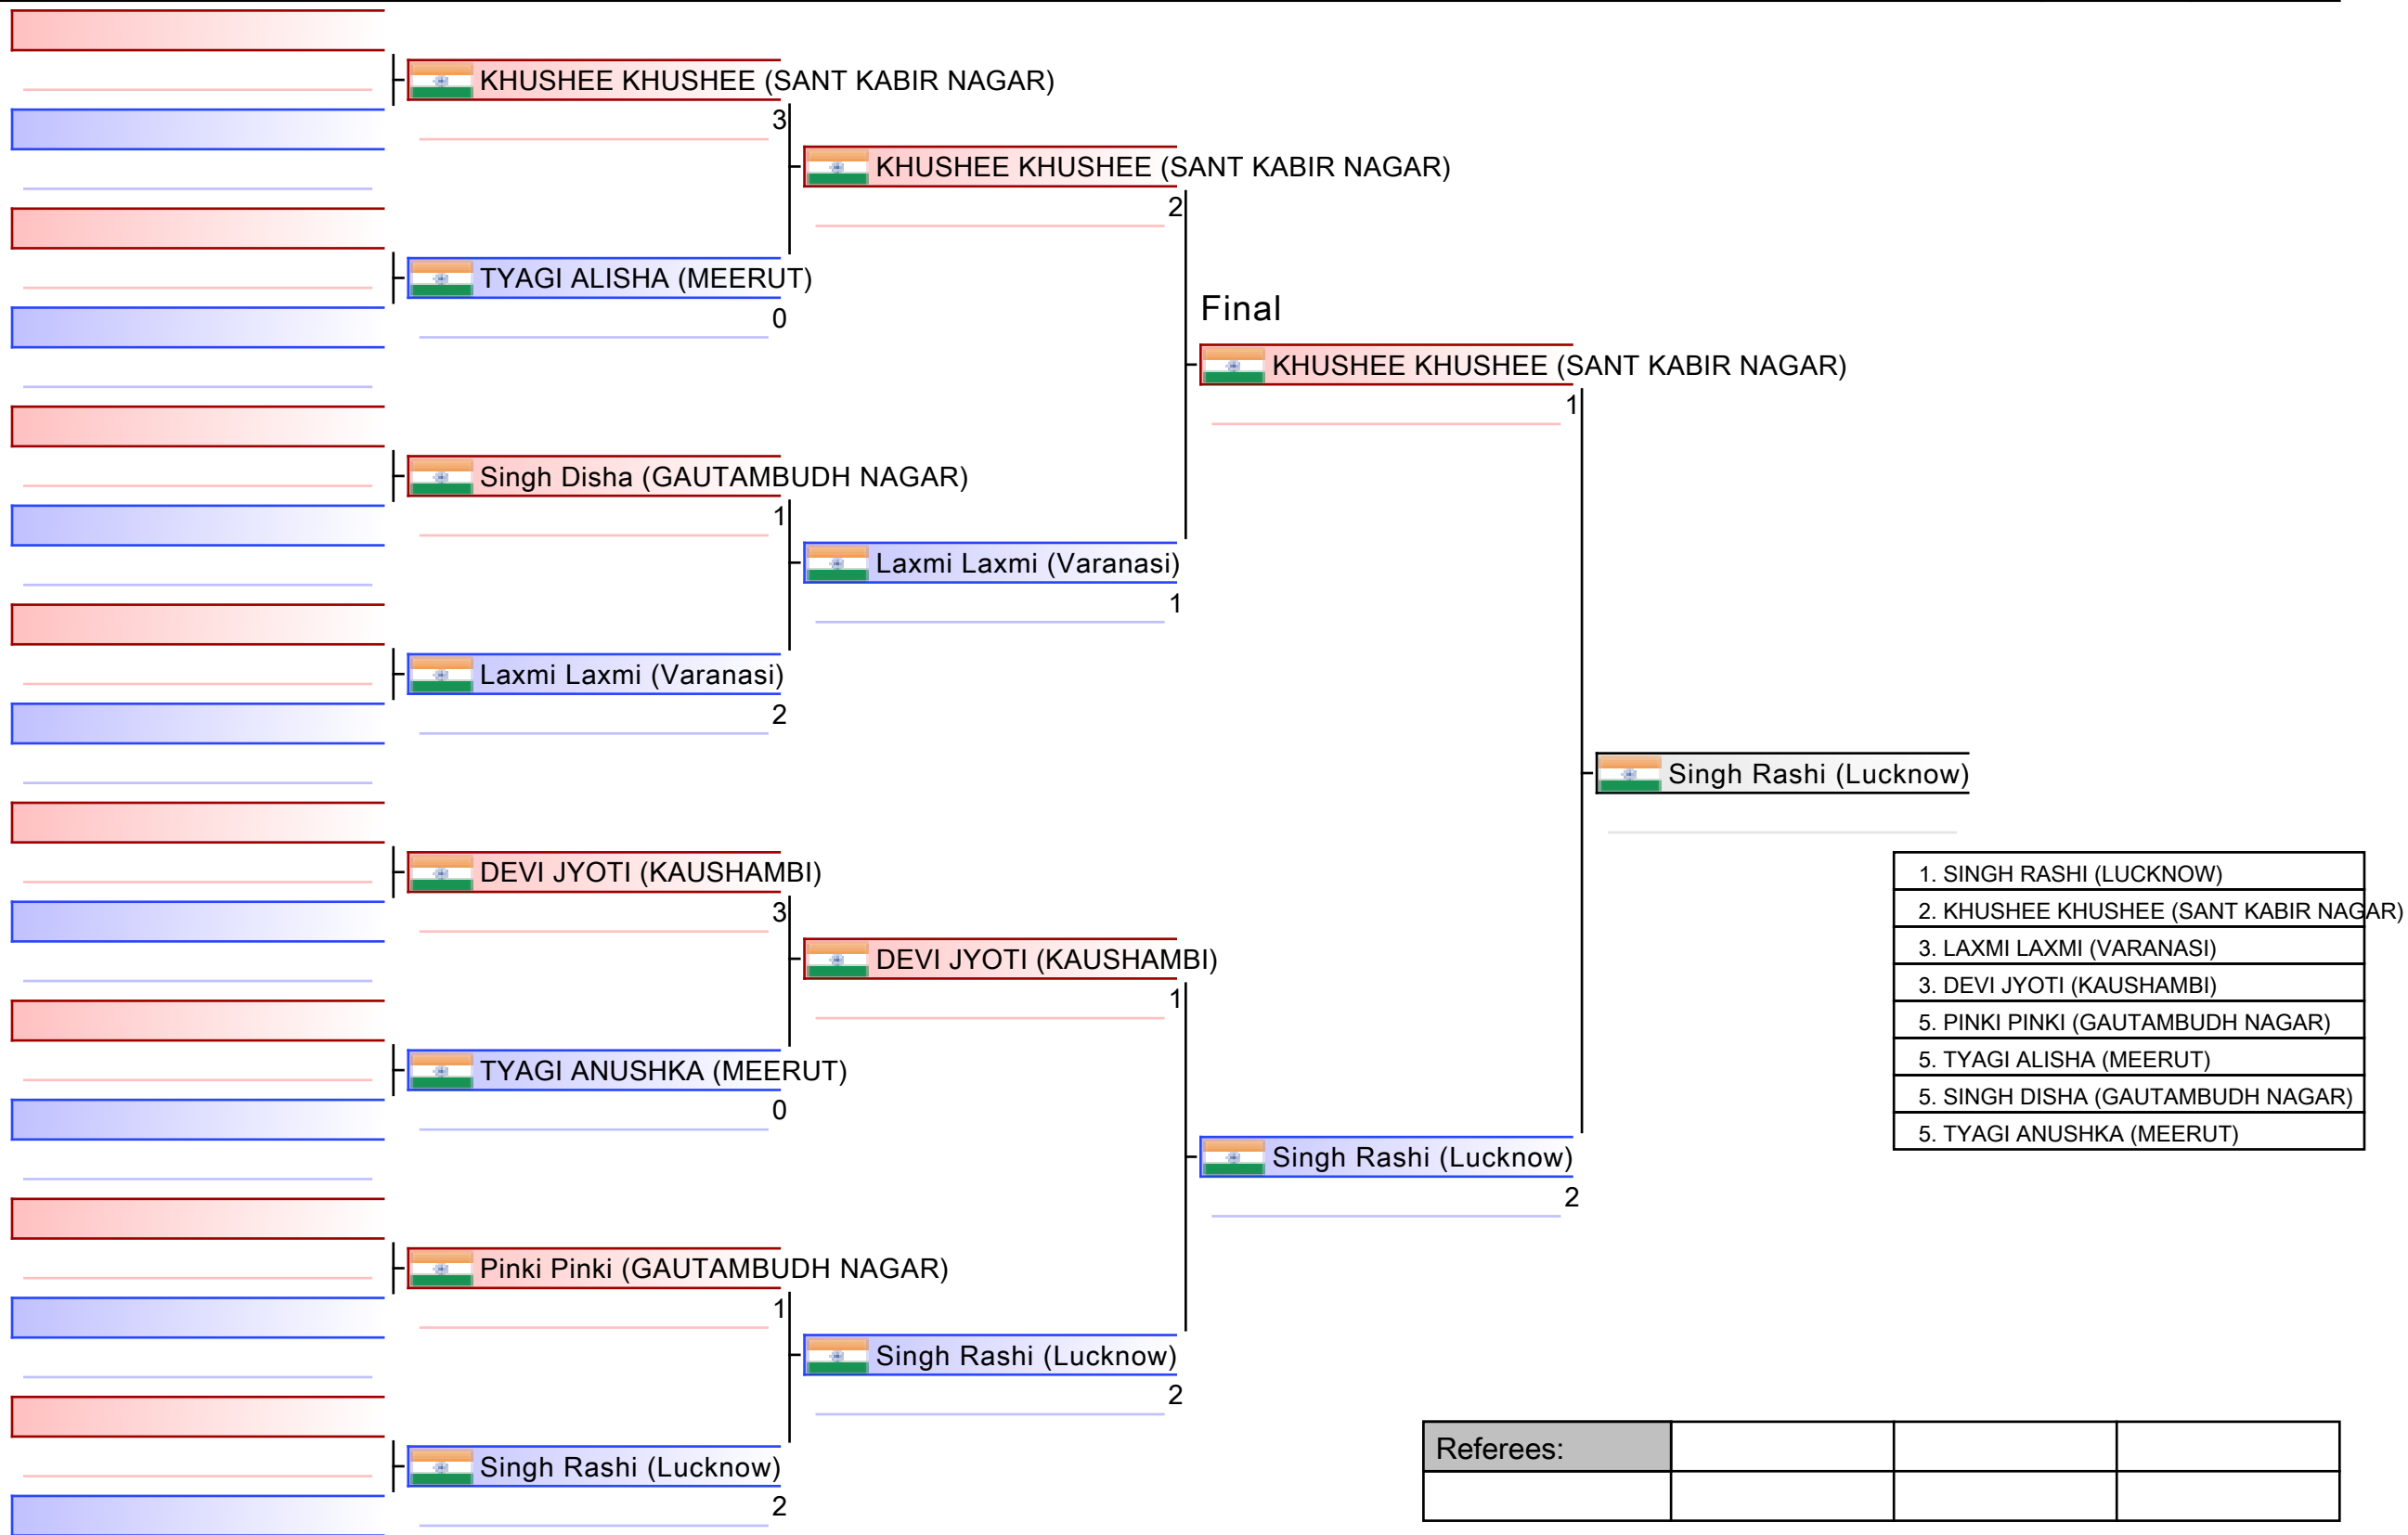 KHUSHEE KHUSHEE (SANT KABIR NAGAR)
3
KHUSHEE KHUSHEE (SANT KABIR NAGAR)
2
TYAGI ALISHA (MEERUT)
0
Final
KHUSHEE KHUSHEE (SANT KABIR NAGAR)
1
Singh Disha (GAUTAMBUDH NAGAR)
1
Laxmi Laxmi (Varanasi)
1
Laxmi Laxmi (Varanasi)
2
Singh Rashi (Lucknow)
DEVI JYOTI (KAUSHAMBI)
3
DEVI JYOTI (KAUSHAMBI)
1
TYAGI ANUSHKA (MEERUT)
0
Singh Rashi (Lucknow)
2
Pinki Pinki (GAUTAMBUDH NAGAR)
1
Singh Rashi (Lucknow)
2
Singh Rashi (Lucknow)
2
1. SINGH RASHI (LUCKNOW)
2. KHUSHEE KHUSHEE (SANT KABIR NAGAR)
3. LAXMI LAXMI (VARANASI)
3. DEVI JYOTI (KAUSHAMBI)
5. PINKI PINKI (GAUTAMBUDH NAGAR)
5. TYAGI ALISHA (MEERUT)
5. SINGH DISHA (GAUTAMBUDH NAGAR)
5. TYAGI ANUSHKA (MEERUT)
Referees: